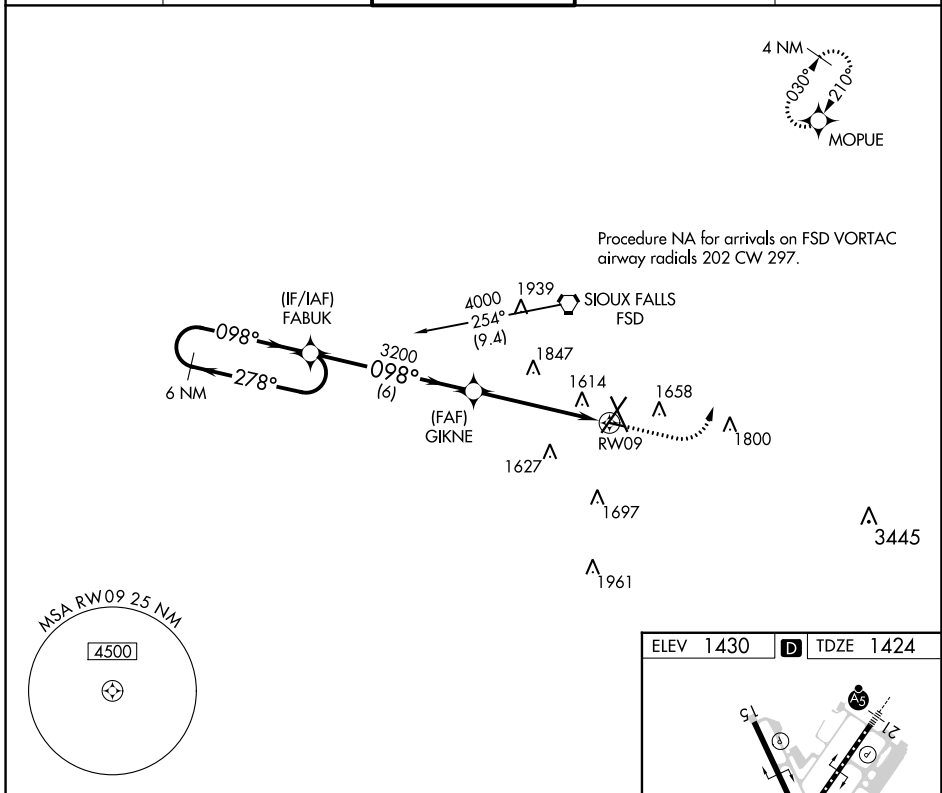 4 NM
030°
210°
MOPUE
Procedure NA for arrivals on FSD VORTAC
airway radials 202 CW 297.
(IF/IAF)
FABUK
4000
254°
(9.4)
1939
SIOUX FALLS
FSD
098°
278°
6 NM
3200
098°
(6)
1847
1614
1658
(FAF)
GIKNE
RW09
1800
1627
1697
3445
1961
MSA RW09 25 NM
4500
ELEV 1430 D TDZE 1424
A5
15
21
P
P